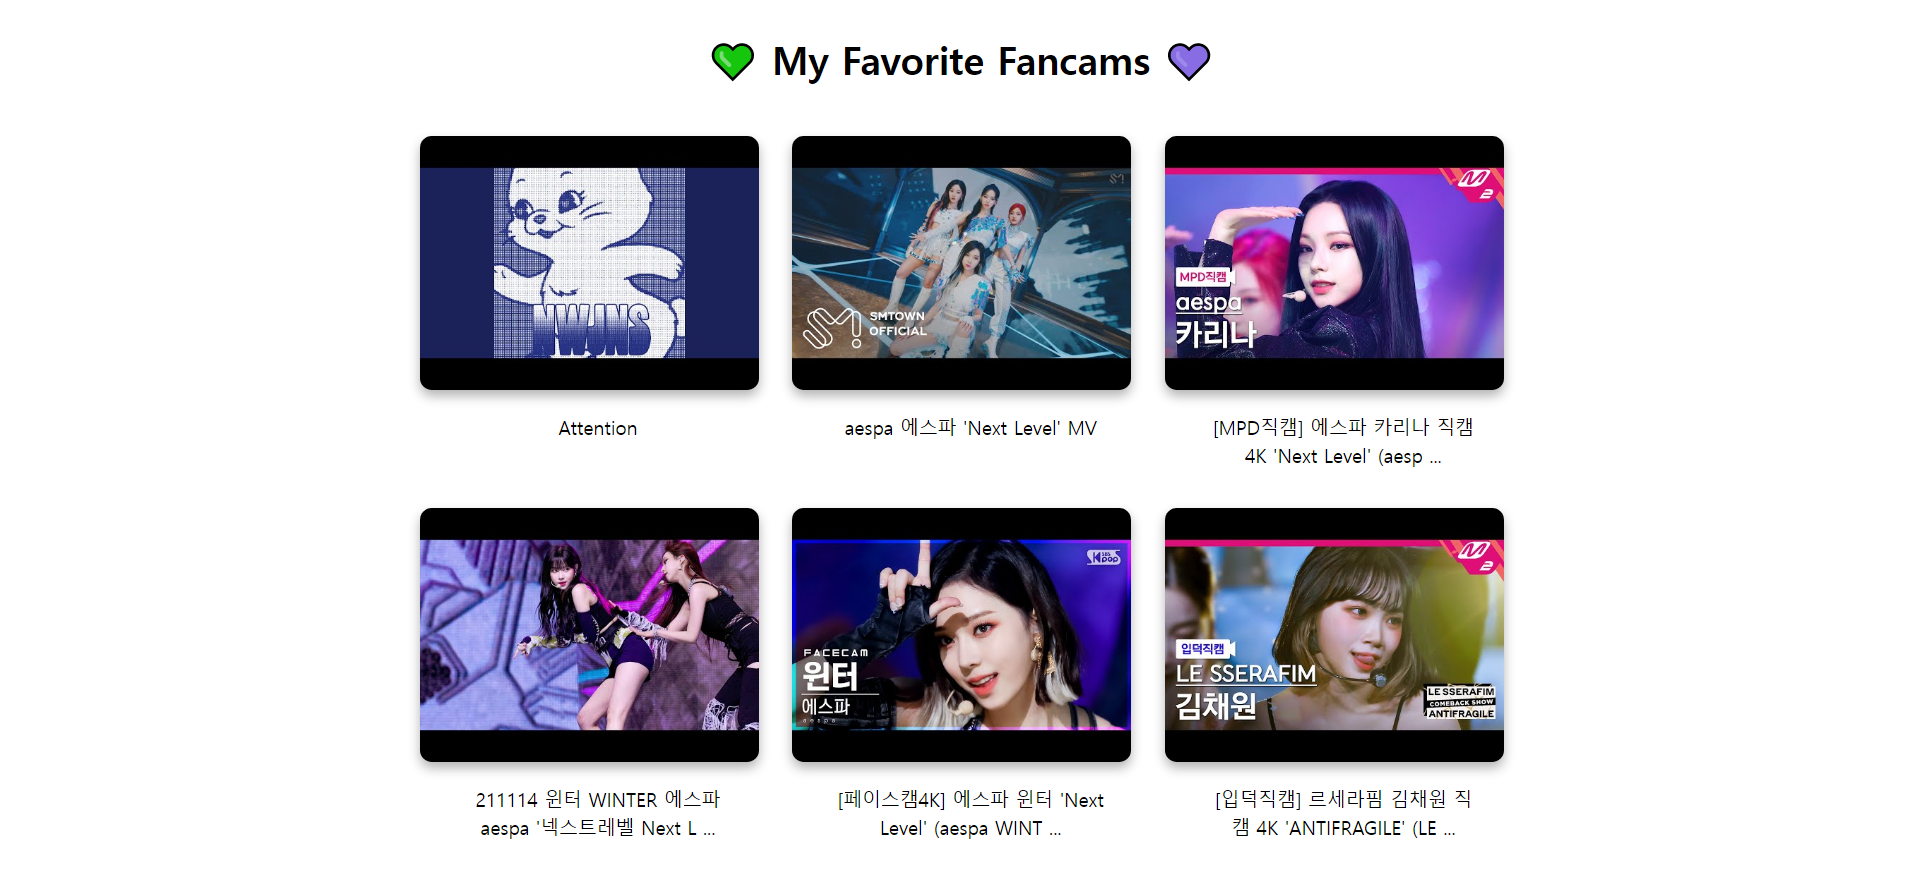 My Favorite Fancams
NWJNS
SM
SMTOWN
OFFICIAL
M2
MPD직캠
aespa
카리나
Attention
aespa 에스파 'Next Level' MV
[MPD직캠] 에스파 카리나 직캠
4K 'Next Level' (aesp ...
SBS
KPOP
FACECAM
윈터
에스파
aespa
M2
입덕직캠
LE SSERAFIM
김채원
LE SSERAFIM
COMEBACK SHOW
ANTIFRAGILE
211114 윈터 WINTER 에스파
aespa '넥스트레벨 Next L ...
[페이스캠4K] 에스파 윈터 'Next
Level' (aespa WINT ...
[입덕직캠] 르세라핌 김채원 직
캠 4K 'ANTIFRAGILE' (LE ...